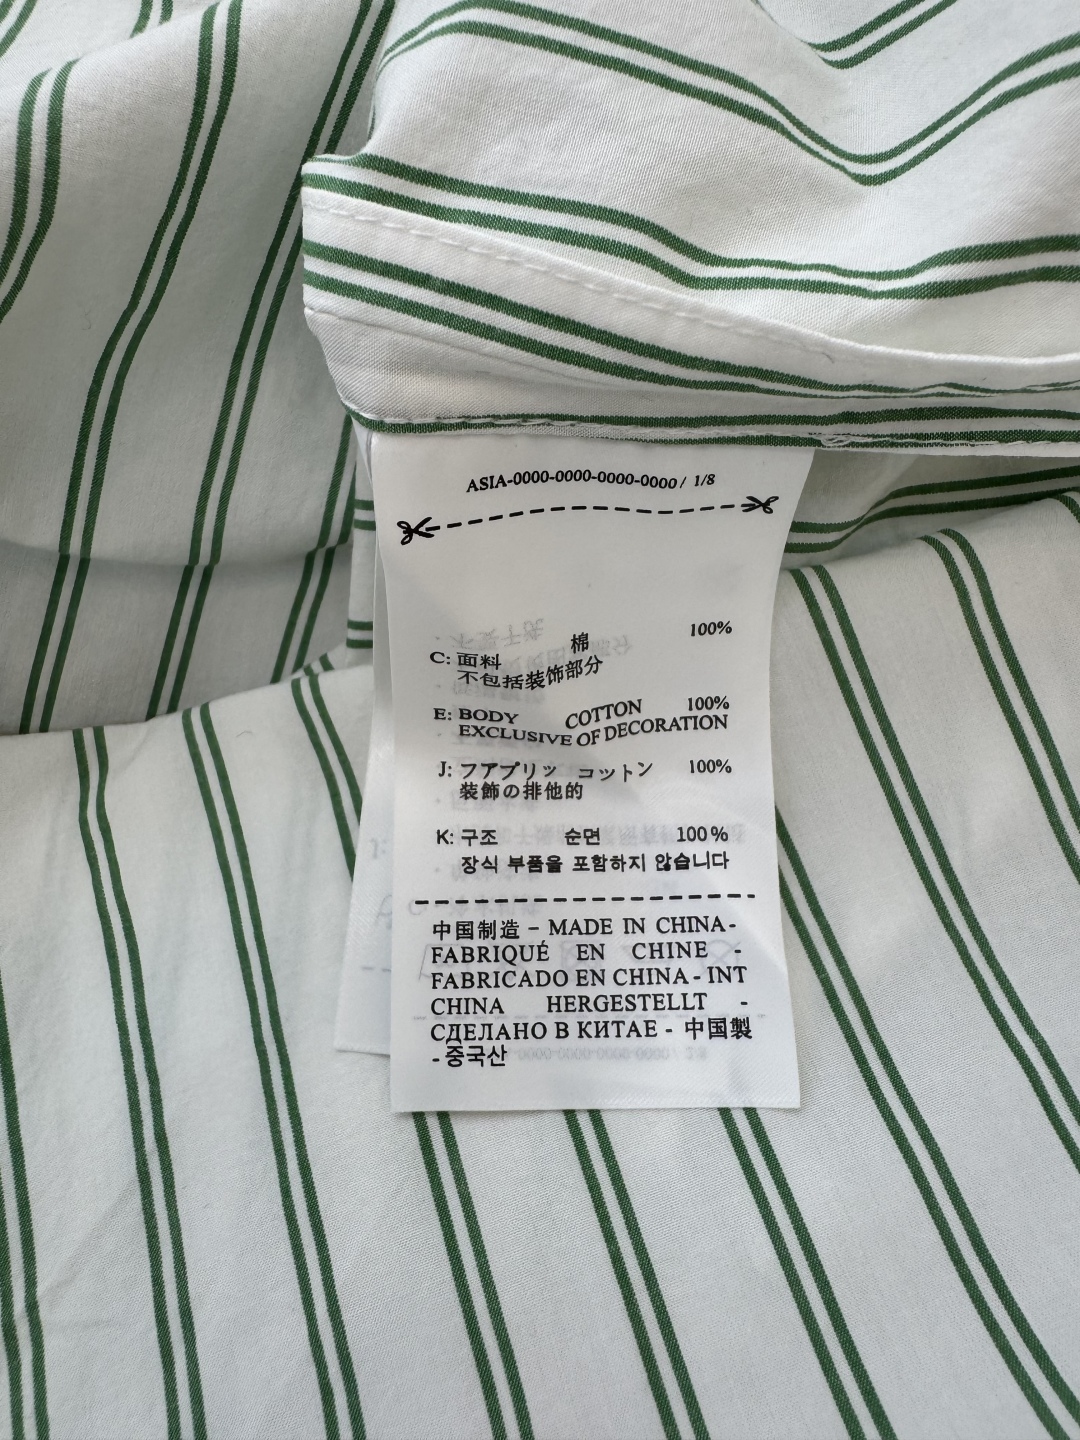 ASIA-0000-0000-0000-0000/ 1/8
棉 100%
C: 面料
不包括装饰部分
E: BODY COTTON 100%
EXCLUSIVE OF DECORATION
J: フアブリッ コットン 100%
装飾の排他的
K: 구조 순면 100%
장식 부품을 포함하지 않습니다
中国制造 - MADE IN CHINA-
FABRIQUÉ EN CHINE -
FABRICADO EN CHINA - INT
CHINA HERGESTELLT -
СДЕЛАНО В КИТАЕ - 中国製
- 중국산